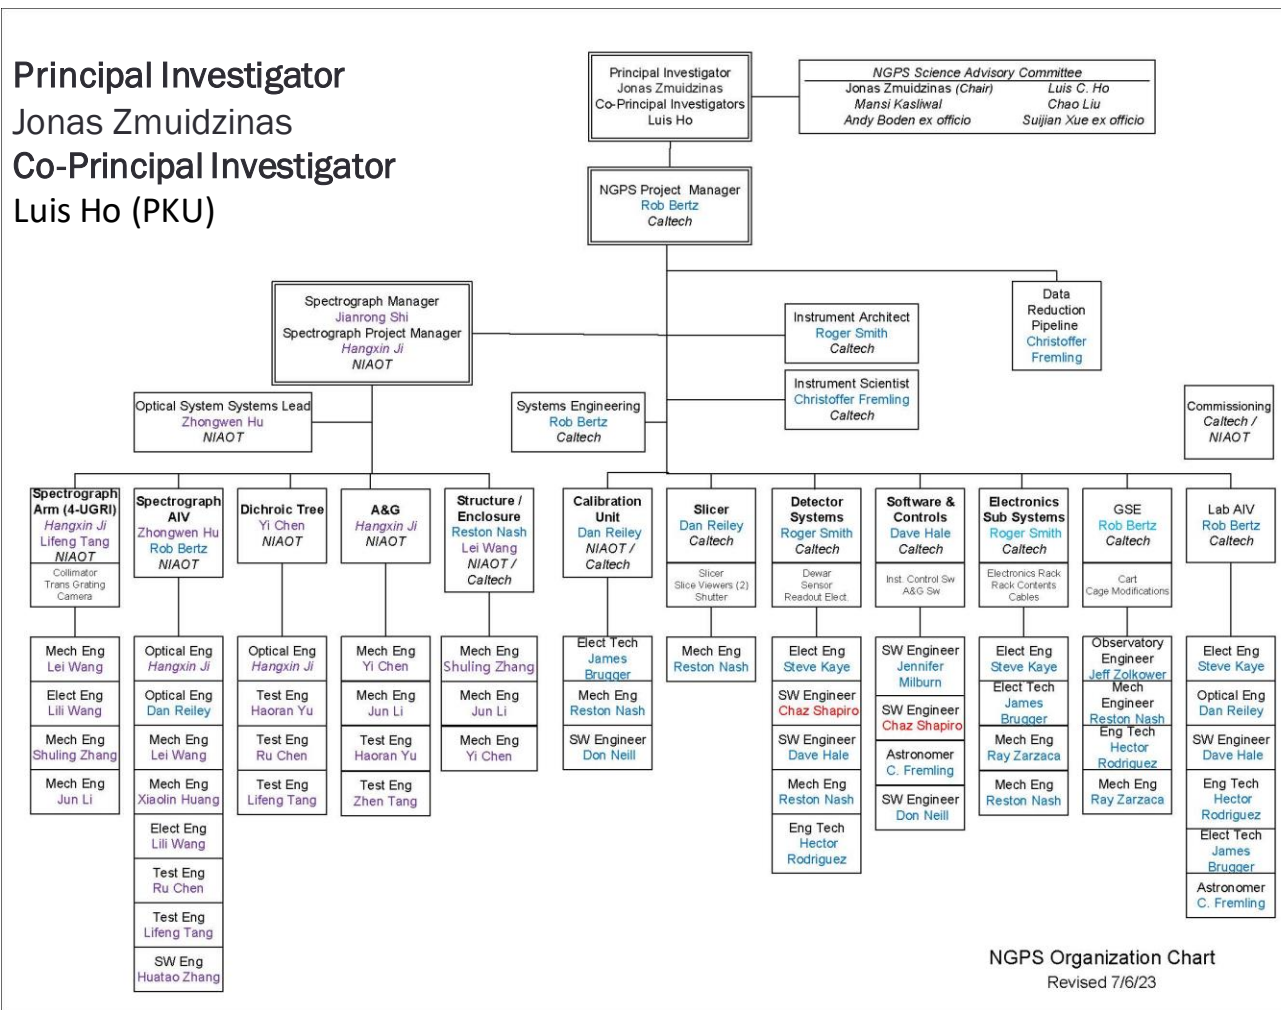 Principal Investigator
Jonas Zmuidzinas
Co-Principal Investigator
Luis Ho (PKU)
Principal Investigator
Jonas Zmuidzinas
Co-Principal Investigators
Luis Ho
NGPS Science Advisory Committee
Jonas Zmuidzinas (Chair) Luis C. Ho
Mansi Kasliwal Chao Liu
Andy Boden ex officio Suijian Xue ex officio
NGPS Project Manager
Rob Bertz
Caltech
Spectrograph Manager
Jianrong Shi
Spectrograph Project Manager
Hangxin Ji
NIAOT
Instrument Architect
Roger Smith
Caltech
Data
Reduction
Pipeline
Christoffer
Fremling
Optical System Systems Lead
Zhongwen Hu
NIAOT
Systems Engineering
Rob Bertz
Caltech
Instrument Scientist
Christoffer Fremling
Caltech
Commissioning
Caltech /
NIAOT
Spectrograph
Arm (4-UGRI)
Hangxin Ji
Lifeng Tang
NIAOT
Collimator
Trans Grating
Camera
Mech Eng
Lei Wang
Elect Eng
Lili Wang
Mech Eng
Shuling Zhang
Mech Eng
Jun Li
Spectrograph
AIV
Zhongwen Hu
Rob Bertz
NIAOT
Optical Eng
Hangxin Ji
Optical Eng
Dan Reiley
Mech Eng
Lei Wang
Mech Eng
Xiaolin Huang
Elect Eng
Lili Wang
Test Eng
Ru Chen
Test Eng
Lifeng Tang
SW Eng
Huatao Zhang
Dichroic Tree
Yi Chen
NIAOT
Optical Eng
Hangxin Ji
Test Eng
Haoran Yu
Test Eng
Ru Chen
Test Eng
Lifeng Tang
A&G
Hangxin Ji
NIAOT
Mech Eng
Yi Chen
Mech Eng
Jun Li
Test Eng
Haoran Yu
Test Eng
Zhen Tang
Structure /
Enclosure
Reston Nash
Lei Wang
NIAOT /
Caltech
Mech Eng
Shuling Zhang
Mech Eng
Jun Li
Mech Eng
Yi Chen
Calibration
Unit
Dan Reiley
NIAOT /
Caltech
Elect Tech
James
Brugger
Mech Eng
Reston Nash
SW Engineer
Don Neill
Slicer
Dan Reiley
Caltech
Slicer
Slice Viewers (2)
Shutter
Mech Eng
Reston Nash
Detector
Systems
Roger Smith
Caltech
Dewar
Sensor
Readout Elect.
Elect Eng
Steve Kaye
SW Engineer
Chaz Shapiro
SW Engineer
Dave Hale
Mech Eng
Reston Nash
Eng Tech
Hector
Rodriguez
Software &
Controls
Dave Hale
Caltech
Inst. Control Sw
A&G Sw
SW Engineer
Jennifer
Milburn
SW Engineer
Chaz Shapiro
Astronomer
C. Fremling
SW Engineer
Don Neill
Electronics
Sub Systems
Roger Smith
Caltech
Electronics Rack
Rack Contents
Cables
Elect Eng
Steve Kaye
Elect Tech
James
Brugger
Mech Eng
Ray Zarzaca
Mech Eng
Reston Nash
GSE
Rob Bertz
Caltech
Cart
Cage Modifications
Observatory
Engineer
Jeff Zolkower
Mech
Engineer
Reston Nash
Eng Tech
Hector
Rodriguez
Mech Eng
Ray Zarzaca
Lab AIV
Rob Bertz
Caltech
Elect Eng
Steve Kaye
Optical Eng
Dan Reiley
SW Engineer
Dave Hale
Eng Tech
Hector
Rodriguez
Elect Tech
James
Brugger
Astronomer
C. Fremling
NGPS Organization Chart
Revised 7/6/23